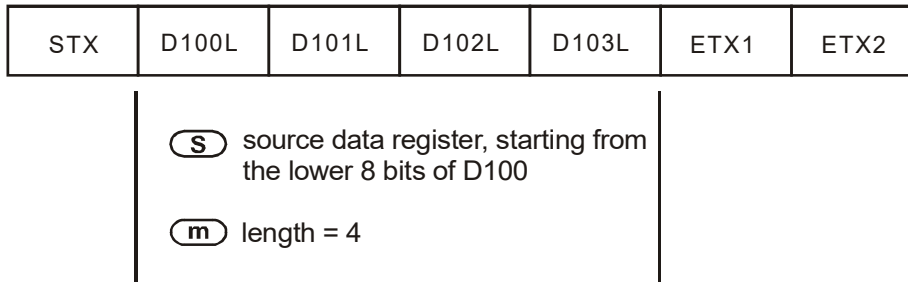 STX D100L D101L D102L D103L ETX1 ETX2
S source data register, starting from
the lower 8 bits of D100
m length = 4